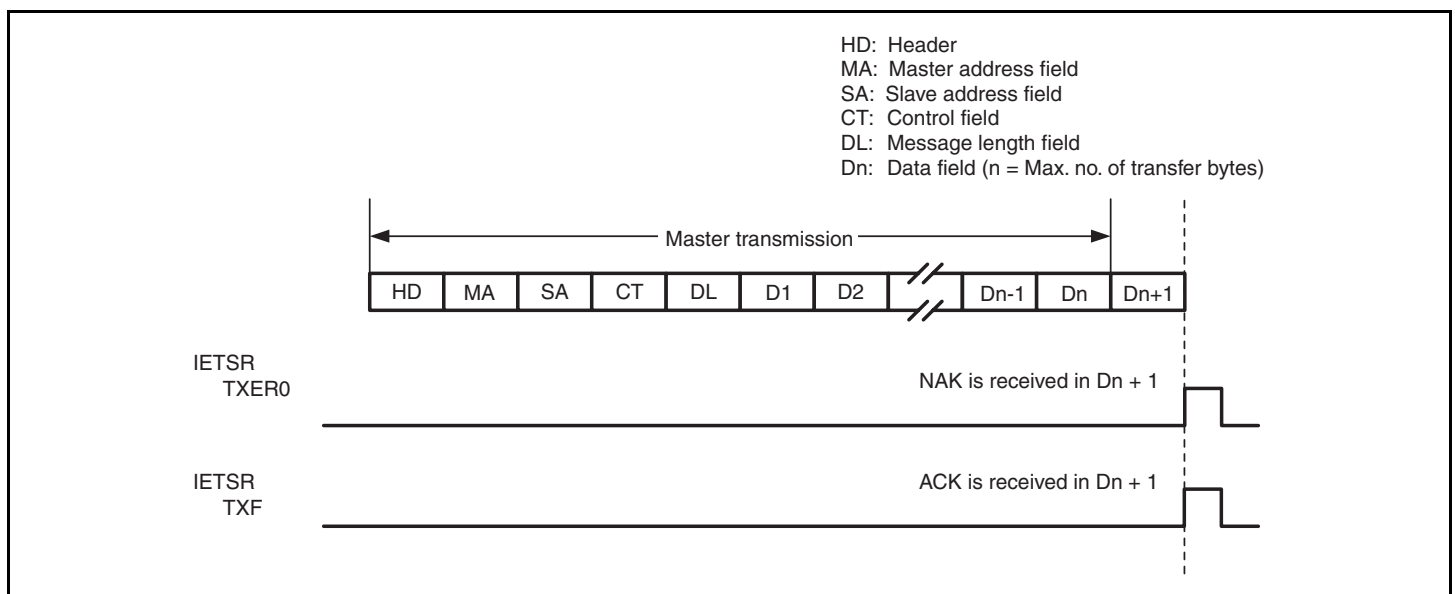 HD: Header
MA: Master address field
SA: Slave address field
CT: Control field
DL: Message length field
Dn: Data field (n = Max. no. of transfer bytes)
Master transmission
HD MA SA CT DL D1 D2 Dn-1 Dn Dn+1
IETSR
TXER0
NAK is received in Dn + 1
IETSR
TXF
ACK is received in Dn + 1